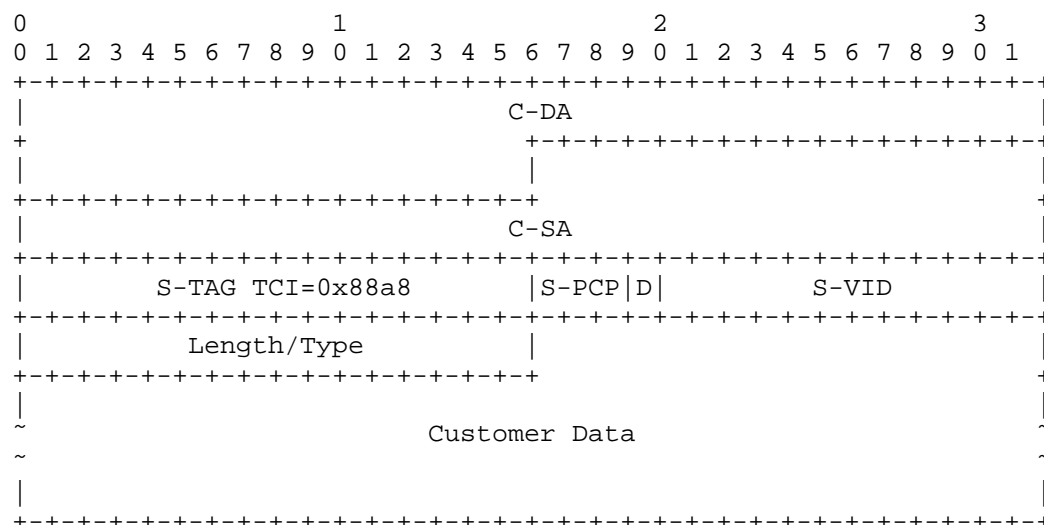 0                   1                   2                   3
0 1 2 3 4 5 6 7 8 9 0 1 2 3 4 5 6 7 8 9 0 1 2 3 4 5 6 7 8 9 0 1
+-+-+-+-+-+-+-+-+-+-+-+-+-+-+-+-+-+-+-+-+-+-+-+-+-+-+-+-+-+-+-+-+
|                              C-DA                             |
+                               +-+-+-+-+-+-+-+-+-+-+-+-+-+-+-+-+
|                               |                               |
+-+-+-+-+-+-+-+-+-+-+-+-+-+-+-+-+                               +
|                              C-SA                             |
+-+-+-+-+-+-+-+-+-+-+-+-+-+-+-+-+-+-+-+-+-+-+-+-+-+-+-+-+-+-+-+-+
|        S-TAG TCI=0x88a8       |S-PCP|D|         S-VID         |
+-+-+-+-+-+-+-+-+-+-+-+-+-+-+-+-+-+-+-+-+-+-+-+-+-+-+-+-+-+-+-+-+
|          Length/Type          |                               |
+-+-+-+-+-+-+-+-+-+-+-+-+-+-+-+-+                               +
|                                                               |
~                         Customer Data                         ~
~                                                               ~
|                                                               |
+-+-+-+-+-+-+-+-+-+-+-+-+-+-+-+-+-+-+-+-+-+-+-+-+-+-+-+-+-+-+-+-+